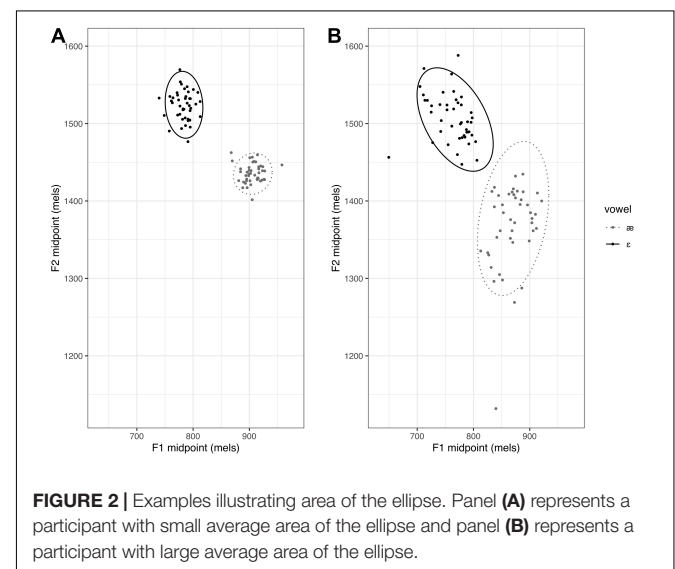 A
B
1600
1500
1400
1300
1200
F2 midpoint (mels)
700 800 900
F1 midpoint (mels)
1600
1500
1400
1300
1200
F2 midpoint (mels)
700 800 900
F1 midpoint (mels)
vowel
æ
ε
FIGURE 2 | Examples illustrating area of the ellipse. Panel (A) represents a
participant with small average area of the ellipse and panel (B) represents a
participant with large average area of the ellipse.